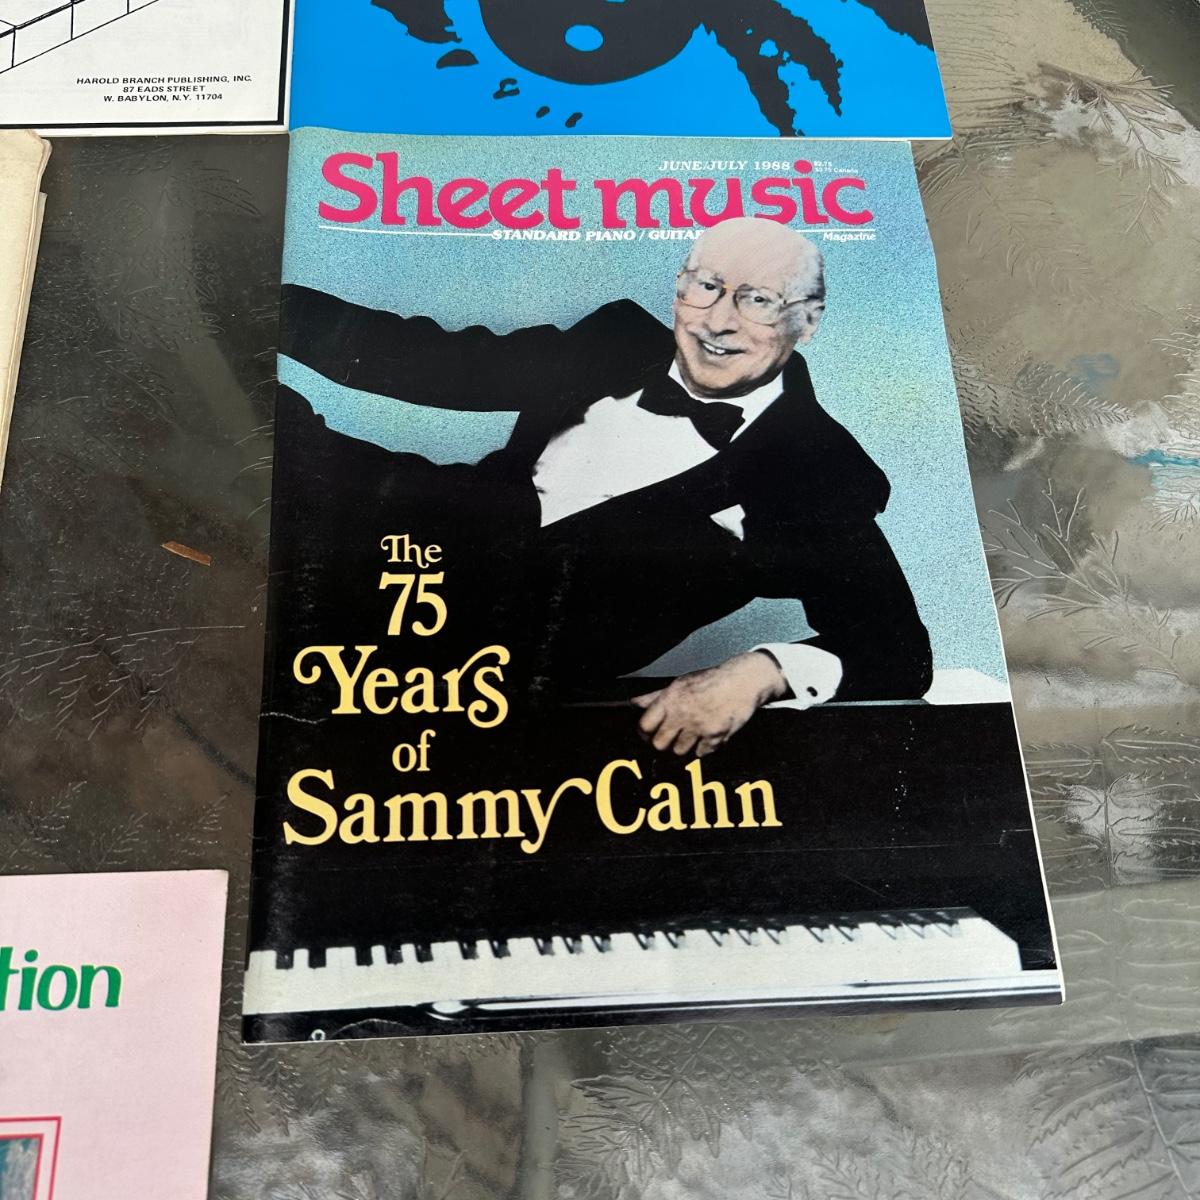 HAROLD BRANCH PUBLISHING, INC.
87 EADS STREET
W. BABYLON, N.Y. 11704
JUNE/JULY 1988
Sheet music
STANDARD PIANO / GUITAR
Magazine
The
75
Years
of
Sammy Cahn
tion